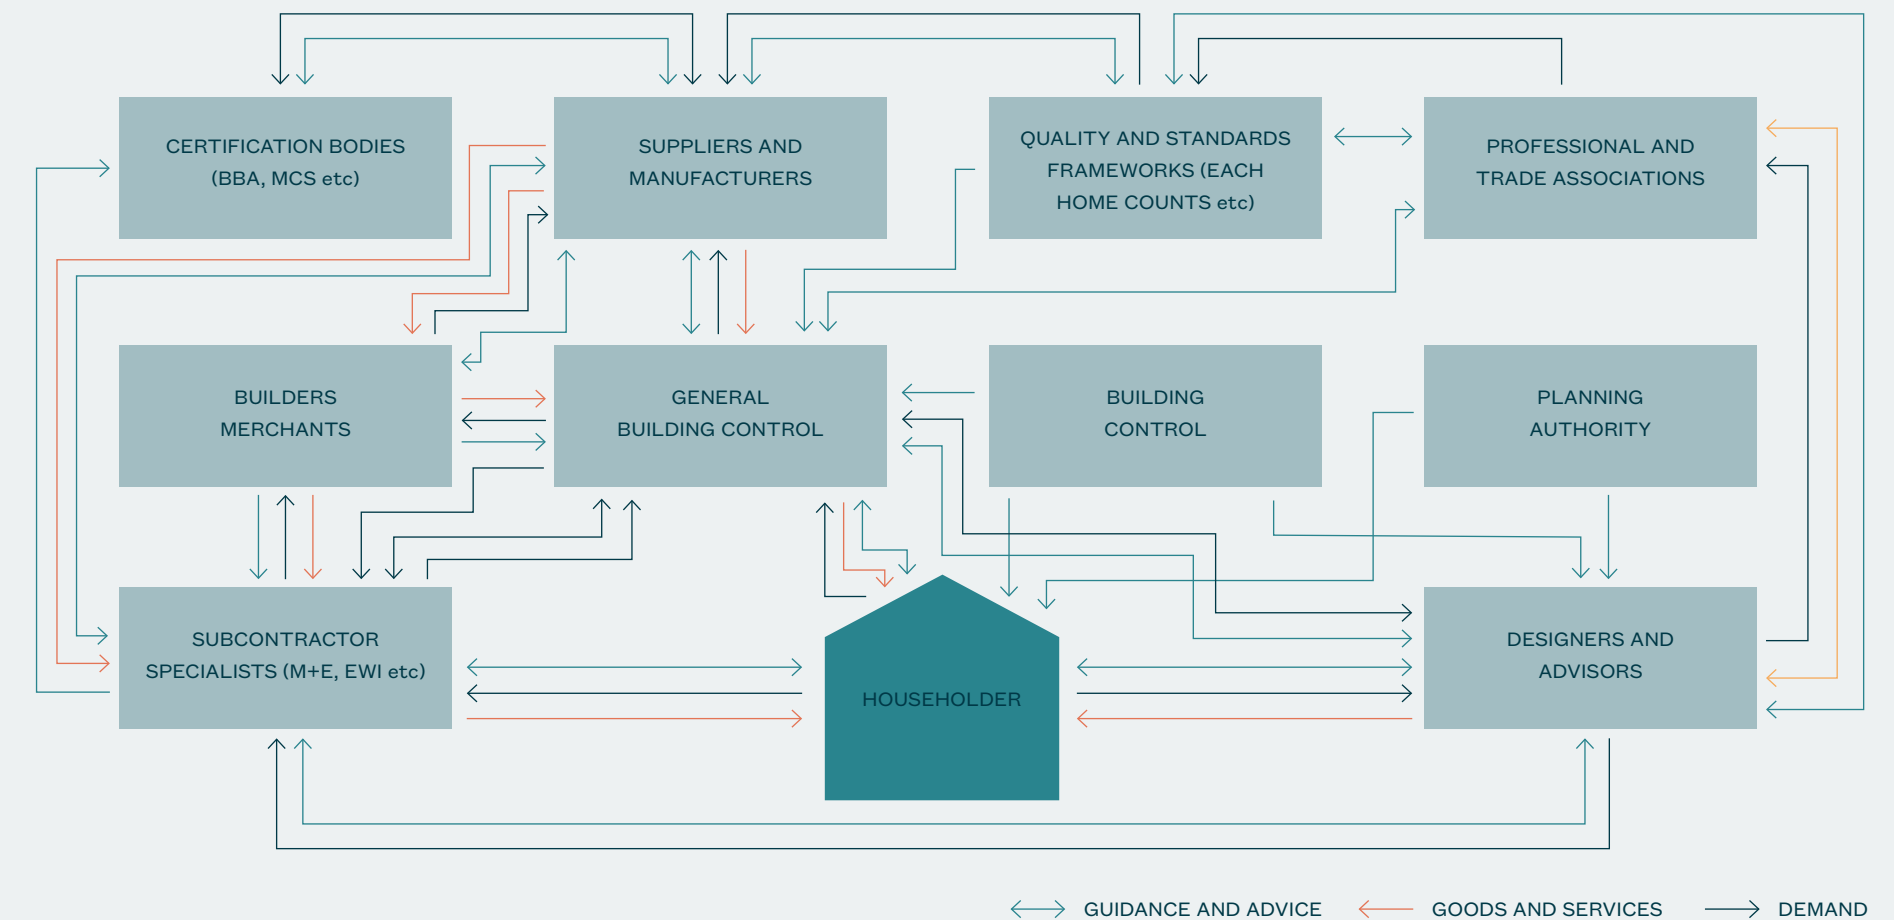 CERTIFICATION BODIES
(BBA, MCS etc)
SUPPLIERS AND
MANUFACTURERS
QUALITY AND STANDARDS
FRAMEWORKS (EACH
HOME COUNTS etc)
PROFESSIONAL AND
TRADE ASSOCIATIONS
BUILDERS
MERCHANTS
GENERAL
BUILDING CONTROL
BUILDING
CONTROL
PLANNING
AUTHORITY
SUBCONTRACTOR
SPECIALISTS (M+E, EWI etc)
HOUSEHOLDER
DESIGNERS AND
ADVISORS
GUIDANCE AND ADVICE
GOODS AND SERVICES
DEMAND